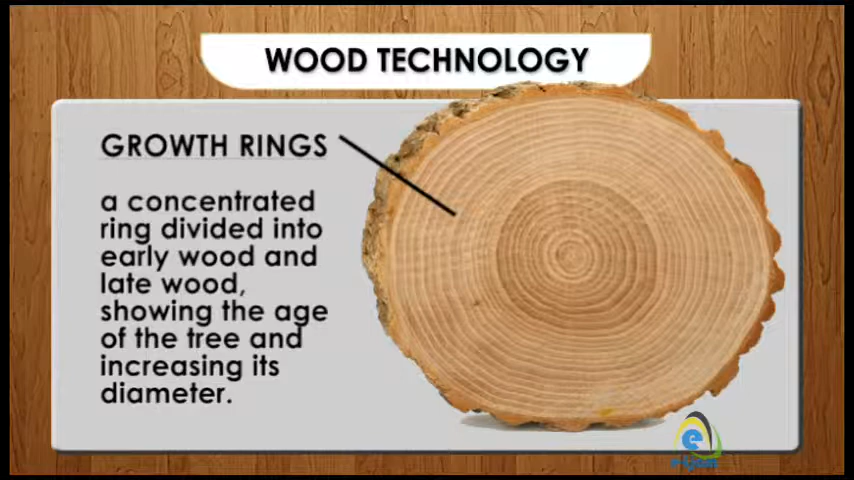 WOOD TECHNOLOGY
GROWTH RINGS
a concentrated
ring divided into
early wood and
late wood,
showing the age
of the tree and
increasing its
diameter.
e